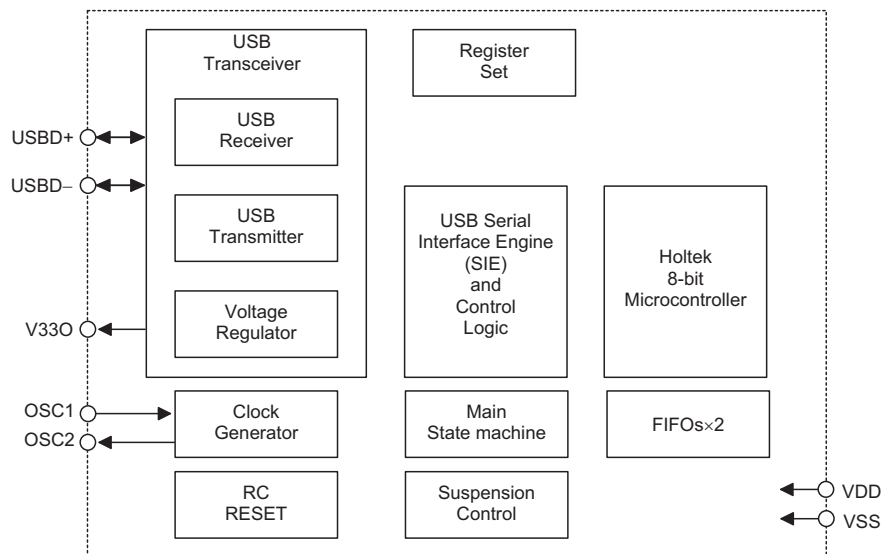 USB
Transceiver
Register
Set
USB
Receiver
USBD+
USBD−
USB
Transmitter
USB Serial
Interface Engine
(SIE)
and
Control
Logic
Holtek
8-bit
Microcontroller
Voltage
Regulator
V33O
OSC1
OSC2
Clock
Generator
Main
State machine
FIFOs×2
RC
RESET
Suspension
Control
VDD
VSS